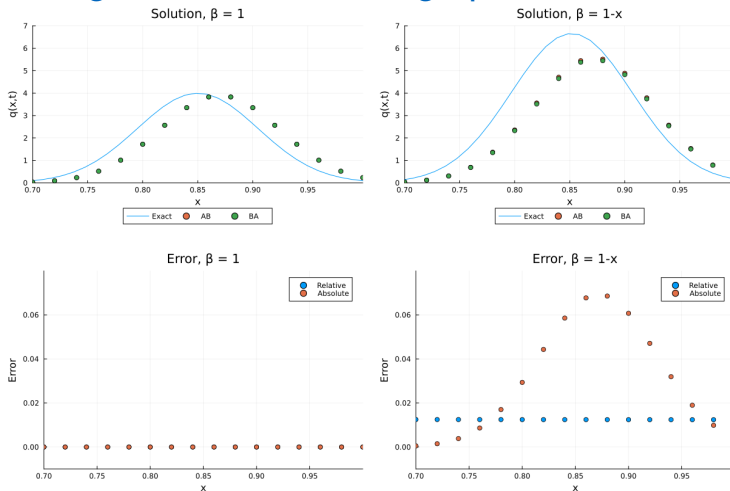 Solution, β = 1
q(x,t)
7
6
5
4
3
2
1
0
0.70 0.75 0.80 0.85 0.90 0.95
x
Exact AB BA
Solution, β = 1-x
q(x,t)
7
6
5
4
3
2
1
0
0.70 0.75 0.80 0.85 0.90 0.95
x
Exact AB BA
Error, β = 1
Relative
Absolute
Error
0.06
0.04
0.02
0.00
0.70 0.75 0.80 0.85 0.90 0.95
x
Error, β = 1-x
Relative
Absolute
Error
0.06
0.04
0.02
0.00
0.70 0.75 0.80 0.85 0.90 0.95
x